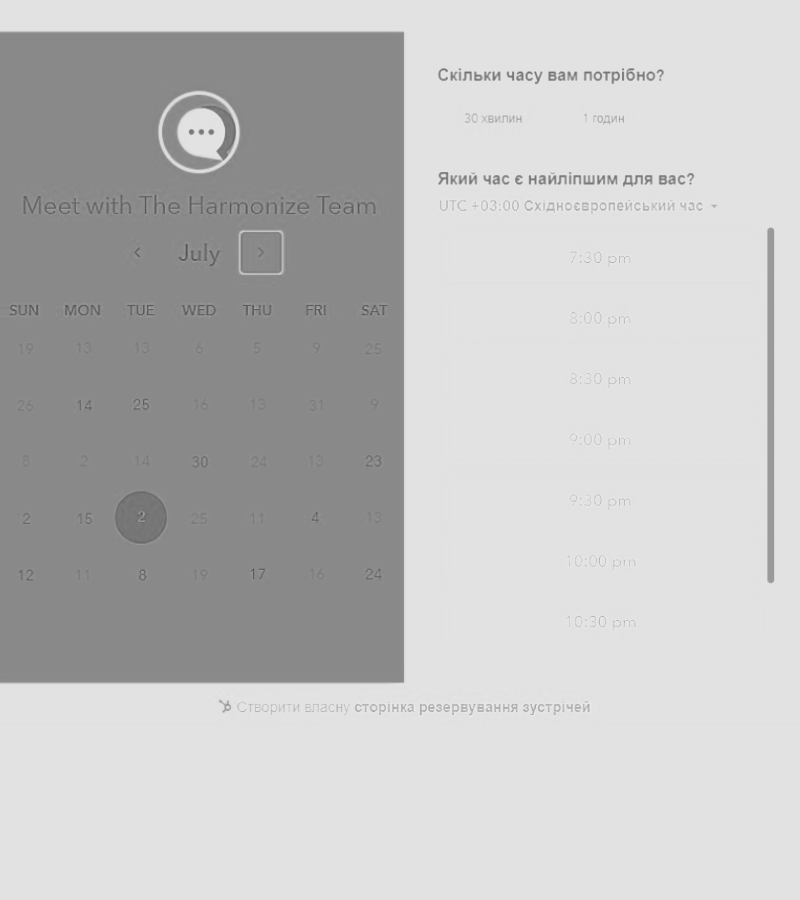 Meet with The Harmonize Team
July
SUN MON TUE WED THU FRI SAT
19 13 13 6 5 9 25
26 14 25 16 13 31 9
8 2 14 30 24 13 23
2 15 2 25 11 4 13
12 11 8 19 17 16 24
Скільки часу вам потрібно?
30 хвилин 1 годин
Який час є найліпшим для вас?
UTC +03:00 Східноєвропейський час
7:30 pm
8:00 pm
8:30 pm
9:00 pm
9:30 pm
10:00 pm
10:30 pm
Створити власну сторінка резервування зустрічей